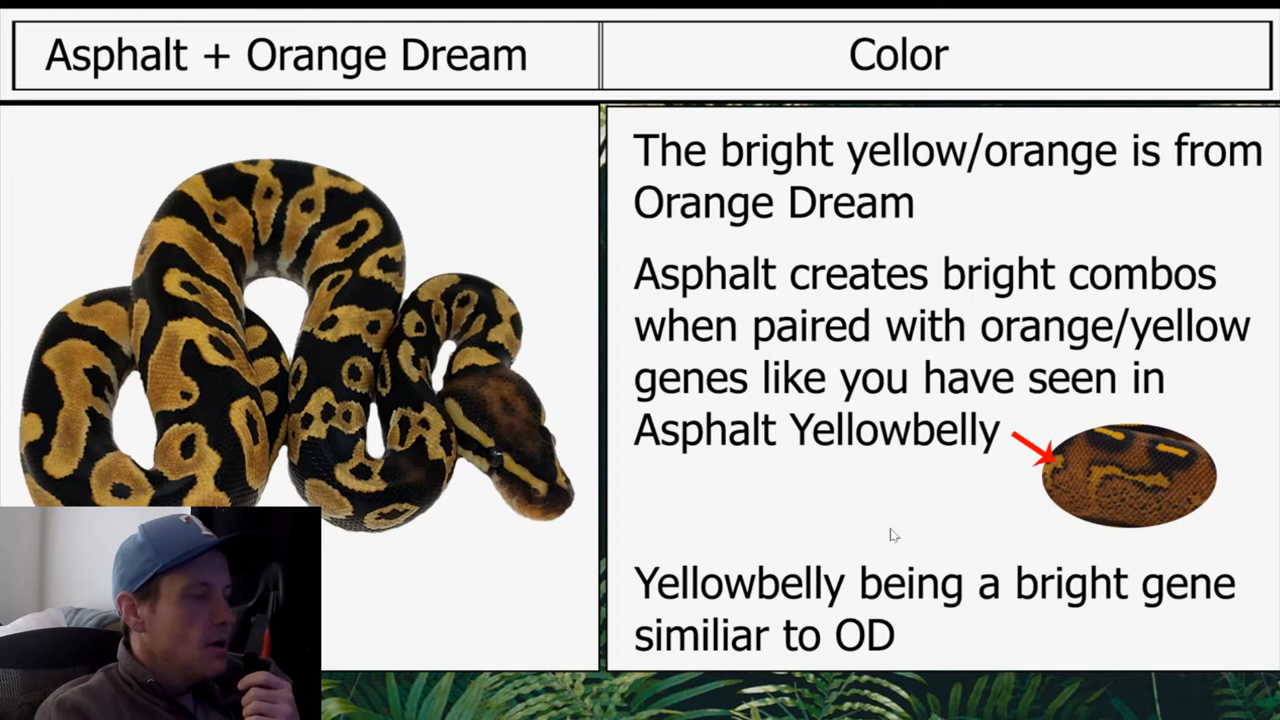 Asphalt + Orange Dream
Color
The bright yellow/orange is from
Orange Dream
Asphalt creates bright combos
when paired with orange/yellow
genes like you have seen in
Asphalt Yellowbelly
Yellowbelly being a bright gene
similiar to OD